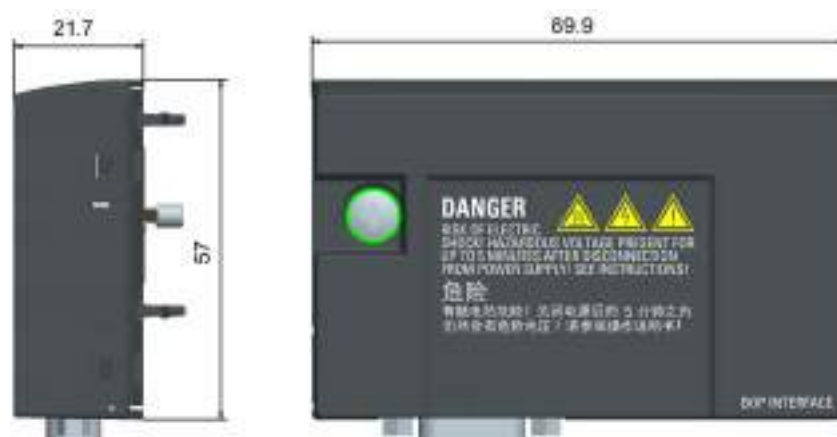 21.7
69.9
57
DANGER
RISK OF ELECTRIC
SHOCK! HAZARDOUS VOLTAGE PRESENT FOR
UP TO 5 MINUTES AFTER DISCONNECTION
FROM POWER SUPPLY! SEE INSTRUCTIONS!
危险
INTERFACE